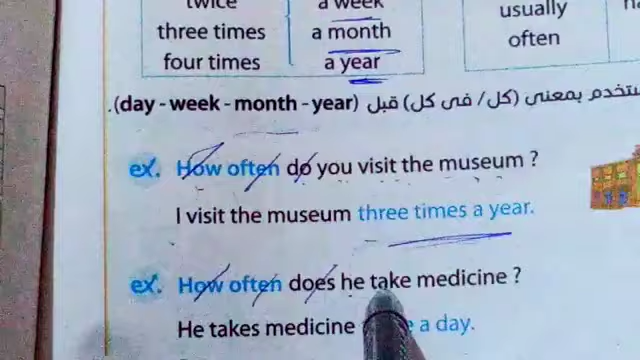 twice a week usually
three times a month often
four times a year
.(day - week - month - year) قبل (كل / فى كل) بمعنى
ex. How often do you visit the museum ?
I visit the museum three times a year.
ex. How often does he take medicine ?
He takes medicine a day.